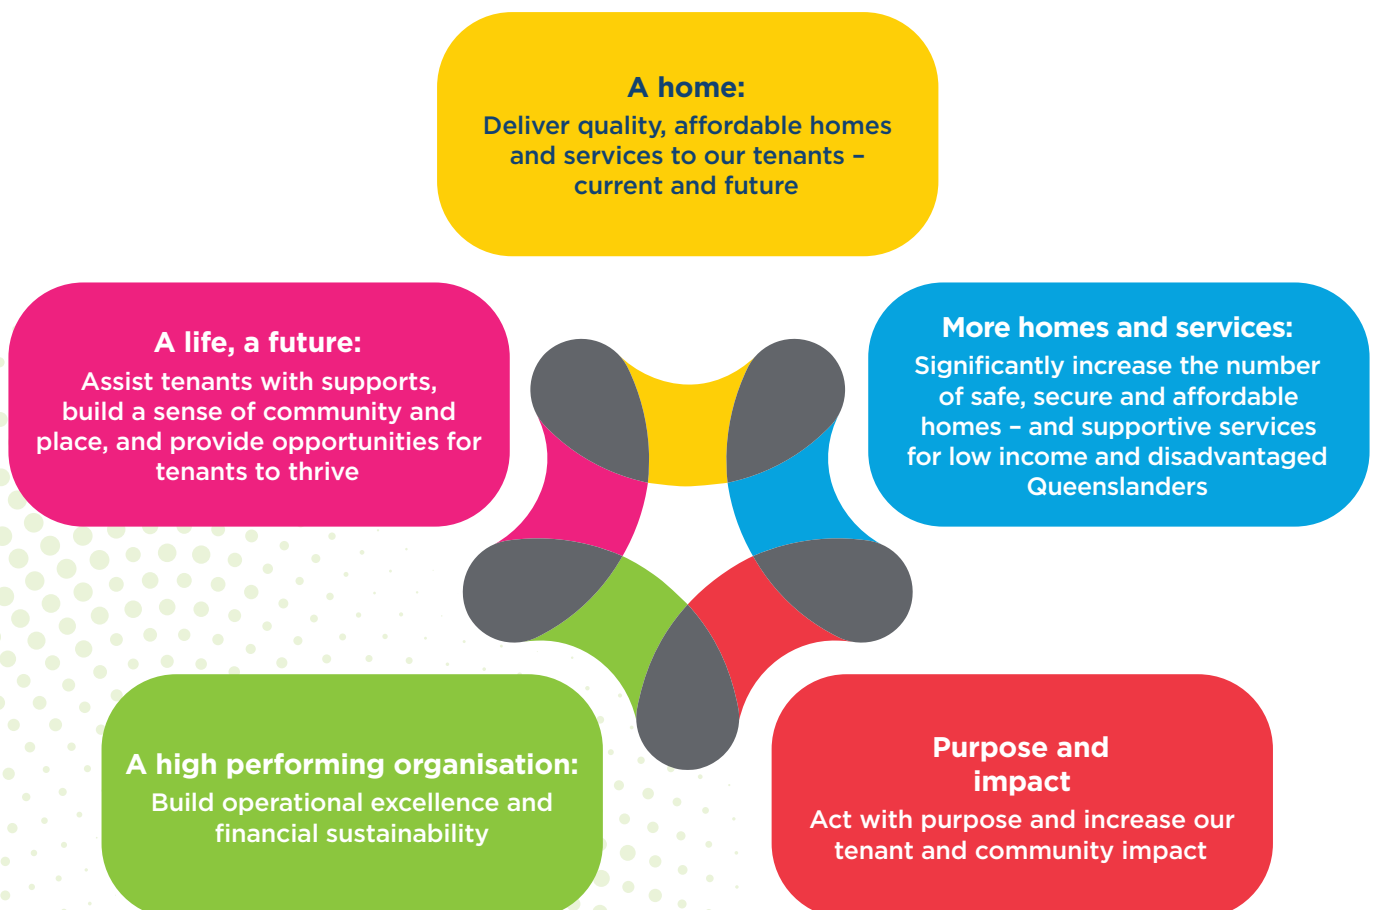 A home:
Deliver quality, affordable homes
and services to our tenants –
current and future
A life, a future:
Assist tenants with supports,
build a sense of community and
place, and provide opportunities for
tenants to thrive
More homes and services:
Significantly increase the number
of safe, secure and affordable
homes – and supportive services
for low income and disadvantaged
Queenslanders
A high performing organisation:
Build operational excellence and
financial sustainability
Purpose and
impact
Act with purpose and increase our
tenant and community impact